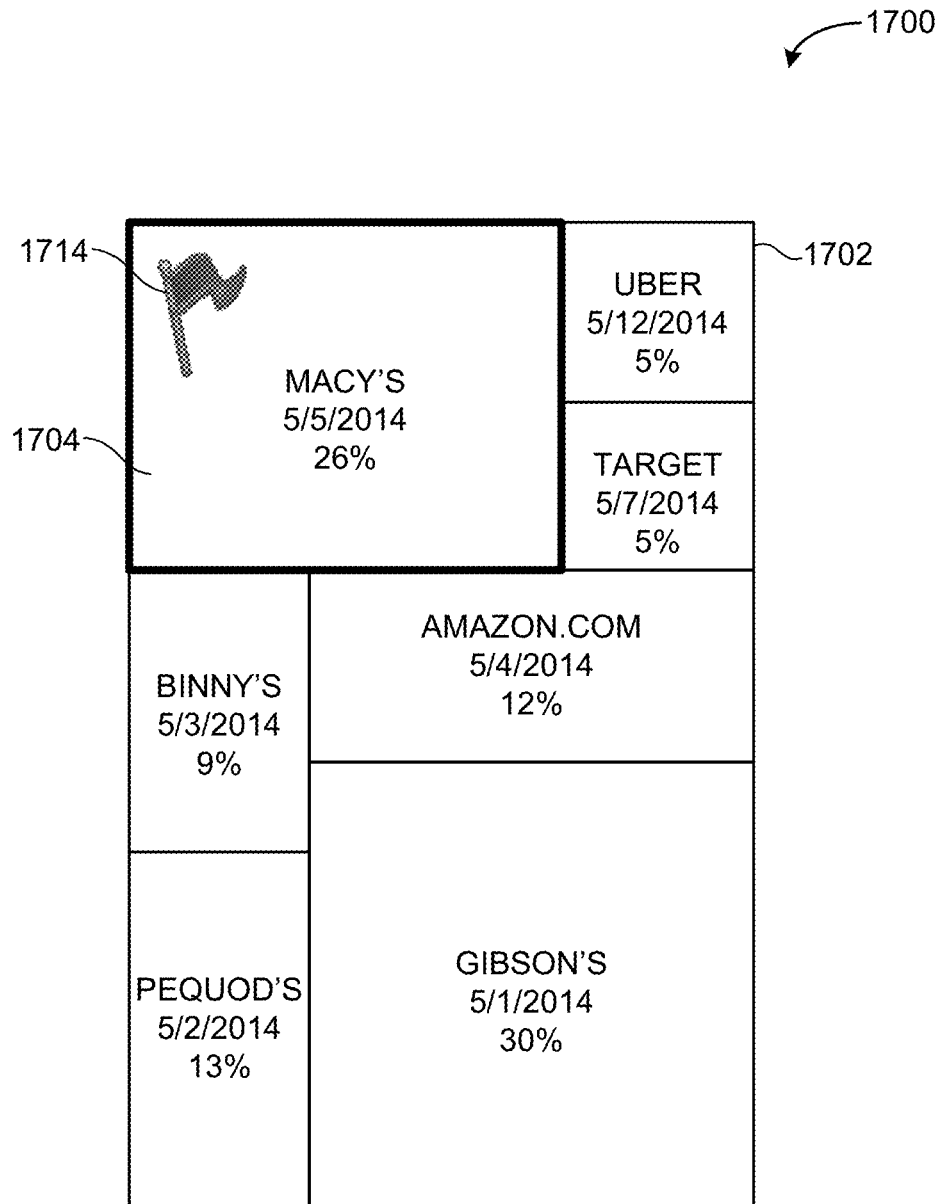 1700
1714
1702
1704
MACY'S
5/5/2014
26%
UBER
5/12/2014
5%
TARGET
5/7/2014
5%
BINNY'S
5/3/2014
9%
AMAZON.COM
5/4/2014
12%
PEQUOD'S
5/2/2014
13%
GIBSON'S
5/1/2014
30%